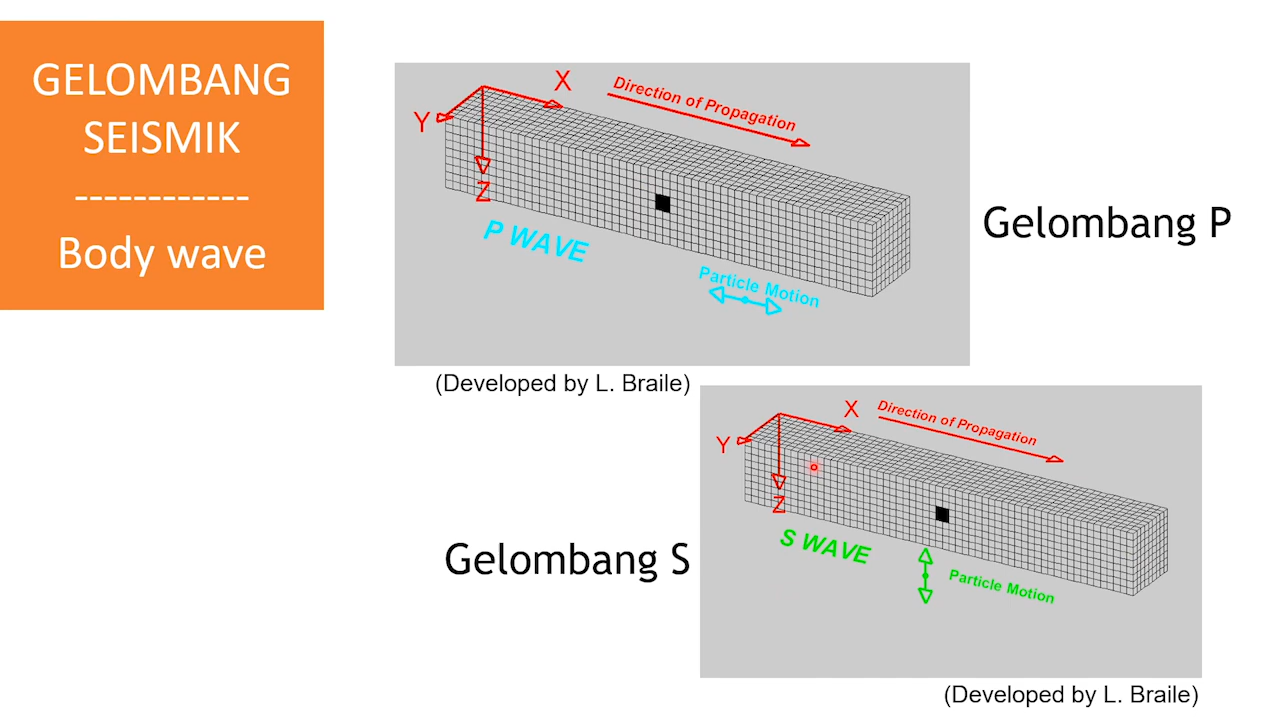 GELOMBANG
SEISMIK
------------
Body wave
X
Direction of Propagation
Y
Z
P WAVE
Particle Motion
Gelombang P
(Developed by L. Braile)
X
Direction of Propagation
Y
Z
S WAVE
Particle Motion
Gelombang S
(Developed by L. Braile)